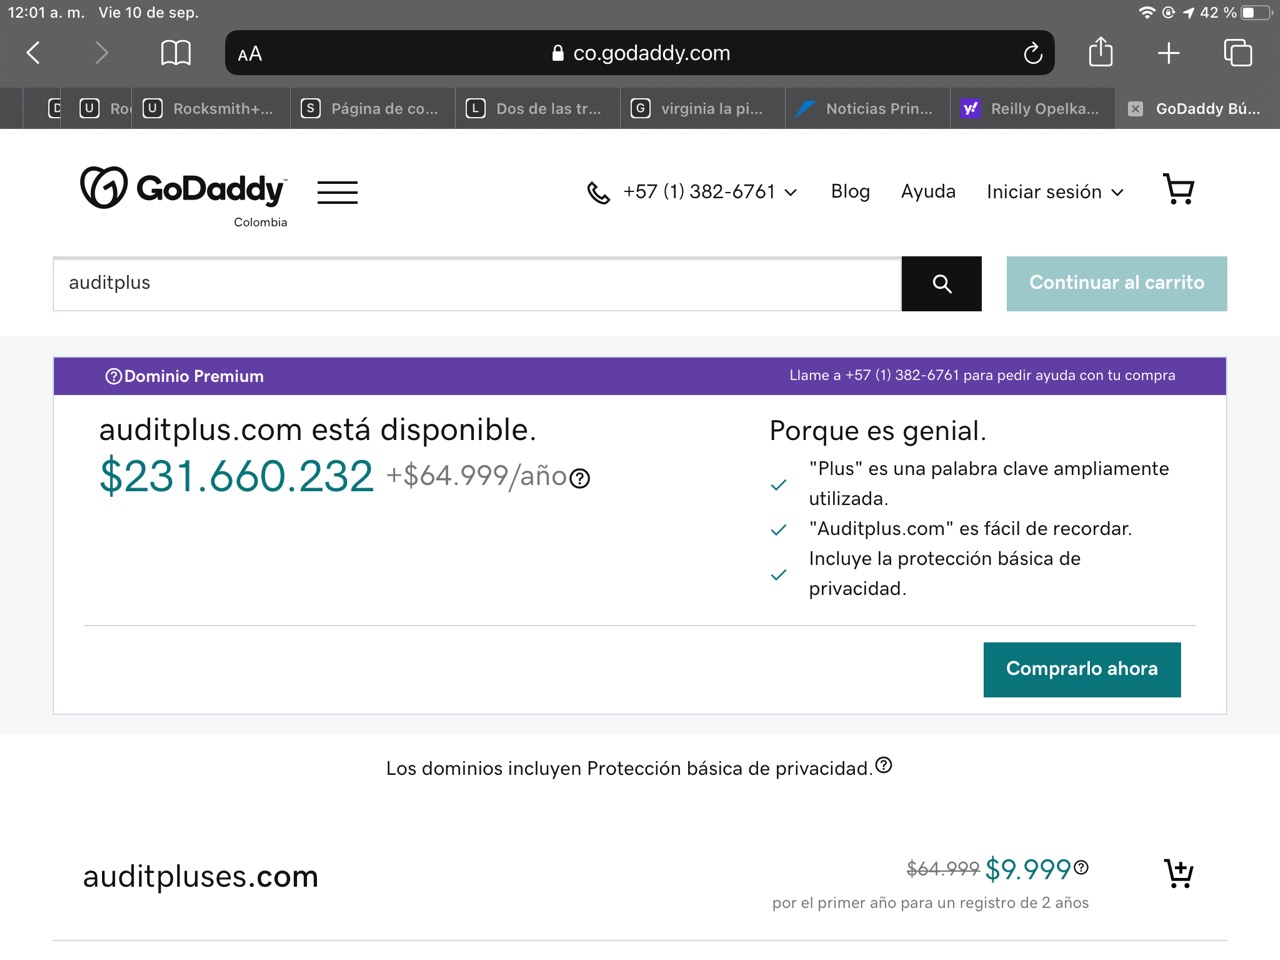 12:01 a. m. Vie 10 de sep. 42 %
AA co.godaddy.com
U Ro U Rocksmith+... S Página de co... L Dos de las tr... G virginia la pi... Noticias Prin... y! Reilly Opelka... GoDaddy Bú...
GoDaddy™
Colombia
+57 (1) 382-6761 Blog Ayuda Iniciar sesión
auditplus
Continuar al carrito
Dominio Premium
Llame a +57 (1) 382-6761 para pedir ayuda con tu compra
auditplus.com está disponible.
$231.660.232 +$64.999/año
Porque es genial.
"Plus" es una palabra clave ampliamente
utilizada.
"Auditplus.com" es fácil de recordar.
Incluye la protección básica de
privacidad.
Comprarlo ahora
Los dominios incluyen Protección básica de privacidad.
auditpluses.com
$64.999 $9.999
por el primer año para un registro de 2 años